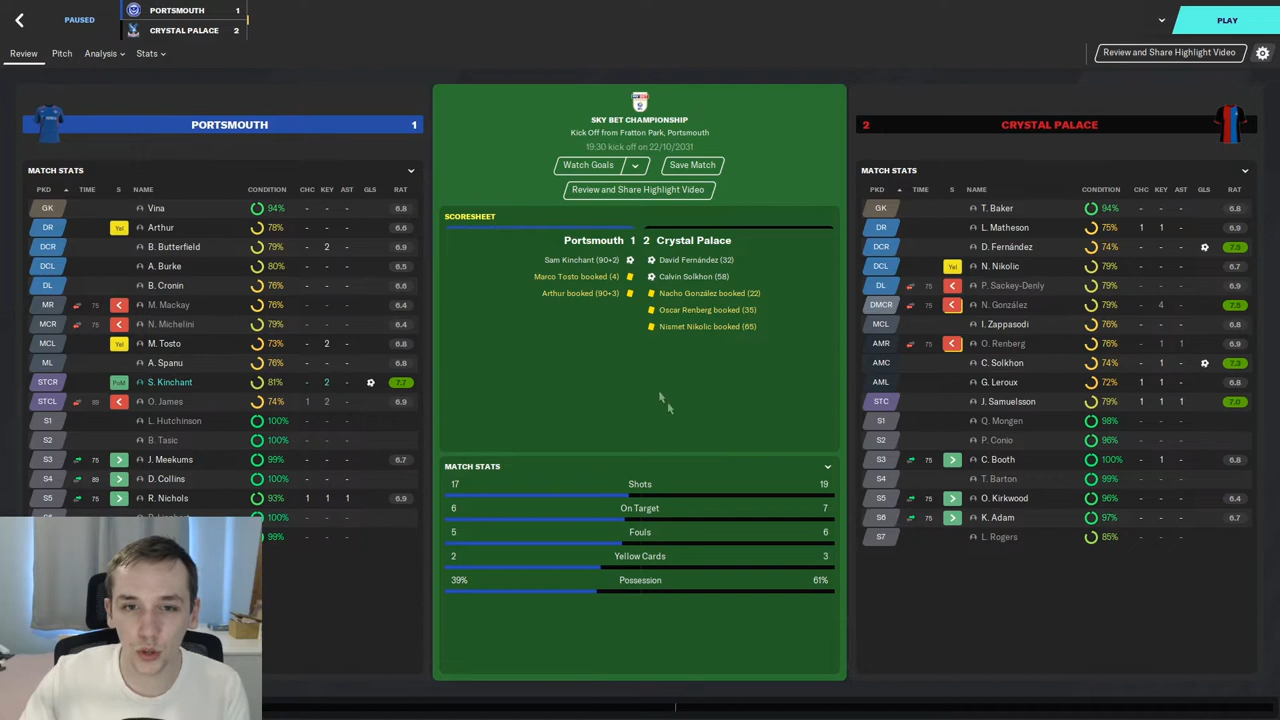 PAUSED
PORTSMOUTH 1
CRYSTAL PALACE 2
PLAY
Review Pitch Analysis Stats
Review and Share Highlight Video
PORTSMOUTH 1
MATCH STATS
PKD TIME S NAME CONDITION CHC KEY AST GLS RAT
GK Vina 94% - - - 6.8
DR Yel Arthur 78% - - - 6.6
DCR B. Butterfield 79% - 2 - 6.9
DCL A. Burke 80% - - - 6.5
DL B. Cronin 76% - - - 6.6
MR 75 M. Mackay 76% - - - 6.4
MCR 75 N. Michelini 79% - - - 6.4
MCL Yel M. Tosto 73% - 2 - 6.8
ML A. Spanu 76% - - - 6.8
STCR PoM S. Kinchant 81% - 2 - 7.7
STCL 89 O. James 74% 1 2 - 6.9
S1 L. Hutchinson 100%
S2 B. Tasic 100%
S3 75 J. Meekums 99% - - - 6.7
S4 89 D. Collins 100% - - -
S5 75 R. Nichols 93% 1 1 1 6.9
100%
99%
SKY BET CHAMPIONSHIP
Kick Off from Fratton Park, Portsmouth
19:30 kick off on 22/10/2031
Watch Goals
Save Match
Review and Share Highlight Video
SCORESHEET
Portsmouth 1 2 Crystal Palace
Sam Kinchant (90+2) David Fernández (32)
Marco Tosto booked (4) Calvin Solkhon (58)
Arthur booked (90+3) Nacho González booked (22)
Oscar Renberg booked (35)
Nismet Nikolic booked (65)
MATCH STATS
17 Shots 19
6 On Target 7
5 Fouls 6
2 Yellow Cards 3
39% Possession 61%
2 CRYSTAL PALACE
MATCH STATS
PKD TIME S NAME CONDITION CHC KEY AST GLS RAT
GK T. Baker 94% - - - 6.8
DR L. Matheson 78% 1 1 - 6.9
DCR D. Fernández 74% - - - 7.5
DCL Yel N. Nikolic 79% - - - 6.7
DL 75 P. Sackey-Denly 79% - - - 6.9
DMCR 75 N. González 79% - 4 - 7.5
MCL I. Zappasodi 76% - - - 6.8
AMR 75 O. Renberg 76% - 1 1 6.9
AMC C. Solkhon 74% - 1 - 7.3
AML G. Leroux 72% 1 1 - 6.8
STC J. Samuelsson 79% 1 1 1 7.0
S1 Q. Mongen 98%
S2 P. Conio 96%
S3 75 C. Booth 100% - 1 - 6.8
S4 T. Barton 99%
S5 75 O. Kirkwood 96% - - - 6.4
S6 75 K. Adam 97% - - - 6.7
S7 L. Rogers 85%